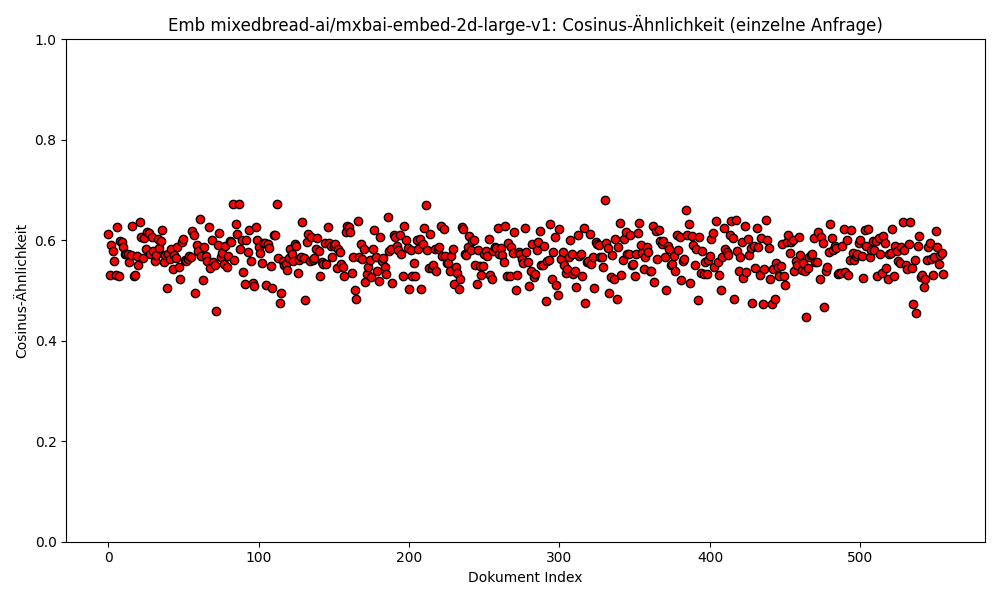 Emb mixedbread-ai/mxbai-embed-2d-large-v1: Cosinus-Ähnlichkeit (einzelne Anfrage)
Cosinus-Ähnlichkeit
1.0
0.8
0.6
0.4
0.2
0.0
0 100 200 300 400 500
Dokument Index